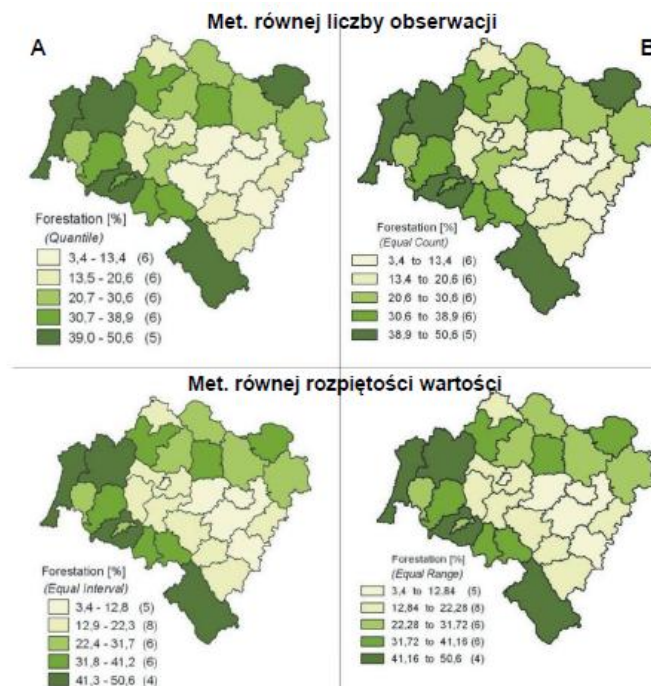 Met. równej liczby obserwacji
A
B
Forestation [%]
(Quantile)
3,4 - 13,4 (6)
13,5 - 20,6 (6)
20,7 - 30,6 (6)
30,7 - 38,9 (6)
39,0 - 50,6 (5)
Forestation [%]
(Equal Count)
3,4 to 13,4 (6)
13,4 to 20,6 (6)
20,6 to 30,6 (6)
30,6 to 38,9 (6)
38,9 to 50,6 (5)
Met. równej rozpiętości wartości
Forestation [%]
(Equal Interval)
3,4 - 12,8 (5)
12,9 - 22,3 (8)
22,4 - 31,7 (6)
31,8 - 41,2 (6)
41,3 - 50,6 (4)
Forestation [%]
(Equal Range)
3,4 to 12,84 (5)
12,84 to 22,28 (8)
22,28 to 31,72 (6)
31,72 to 41,16 (6)
41,16 to 50,6 (4)